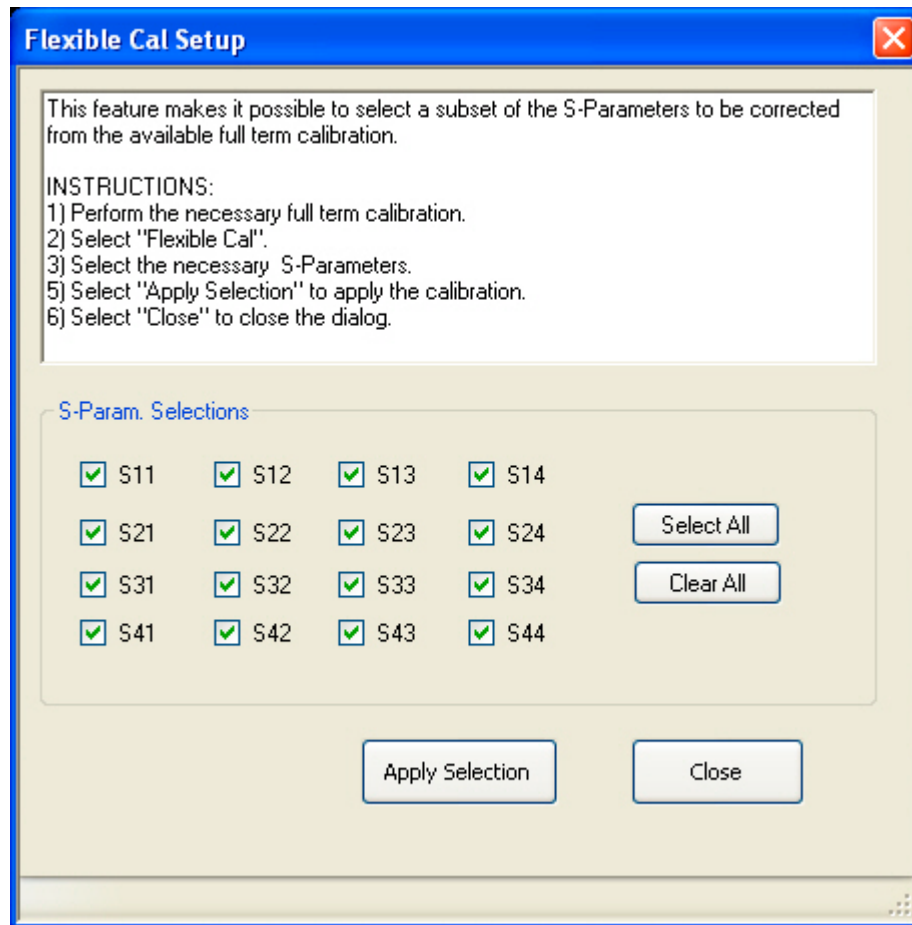 Flexible Cal Setup
This feature makes it possible to select a subset of the S-Parameters to be corrected
from the available full term calibration.
INSTRUCTIONS:
1) Perform the necessary full term calibration.
2) Select "Flexible Cal".
3) Select the necessary  S-Parameters.
5) Select "Apply Selection" to apply the calibration.
6) Select "Close" to close the dialog.
S-Param. Selections
S11 S12 S13 S14
S21 S22 S23 S24 Select All
S31 S32 S33 S34 Clear All
S41 S42 S43 S44
Apply Selection Close